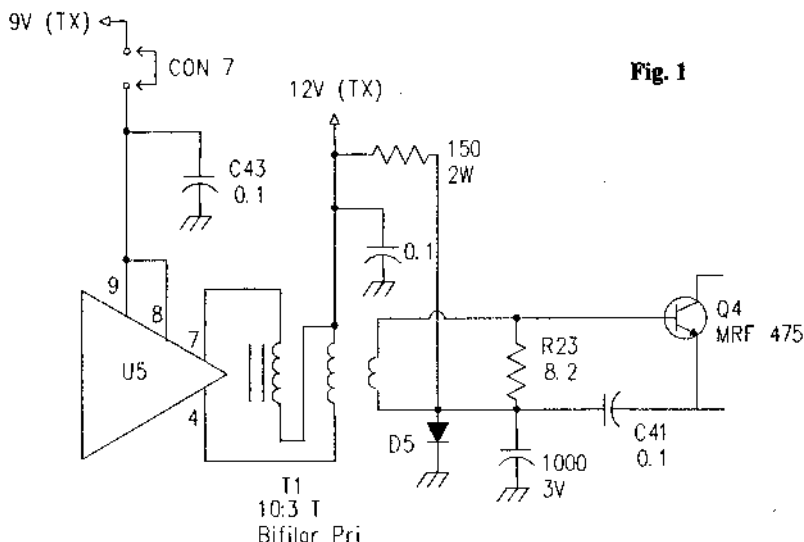 9V (TX)
CON 7
Fig. 1
12V (TX)
C43
0.1
150
2W
0.1
9
8
7
U5
4
Q4
MRF 475
R23
8.2
D5
C41
0.1
1000
3V
T1
10:3 T
Bifilar Pri